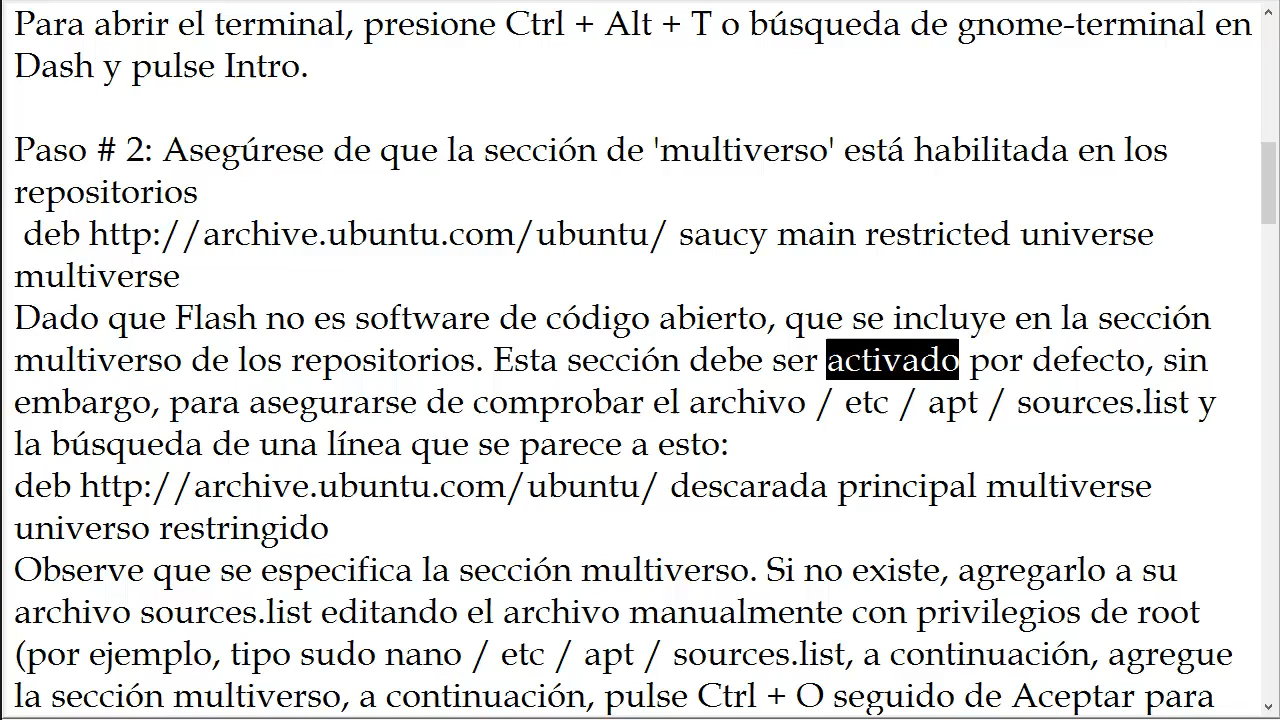 Para abrir el terminal, presione Ctrl + Alt + T o búsqueda de gnome-terminal en
Dash y pulse Intro.
Paso # 2: Asegúrese de que la sección de 'multiverso' está habilitada en los
repositorios
deb http://archive.ubuntu.com/ubuntu/ saucy main restricted universe
multiverse
Dado que Flash no es software de código abierto, que se incluye en la sección
multiverso de los repositorios. Esta sección debe ser activado por defecto, sin
embargo, para asegurarse de comprobar el archivo / etc / apt / sources.list y
la búsqueda de una línea que se parece a esto:
deb http://archive.ubuntu.com/ubuntu/ descarada principal multiverse
universo restringido
Observe que se especifica la sección multiverso. Si no existe, agregarlo a su
archivo sources.list editando el archivo manualmente con privilegios de root
(por ejemplo, tipo sudo nano / etc / apt / sources.list, a continuación, agregue
la sección multiverso, a continuación, pulse Ctrl + O seguido de Aceptar para